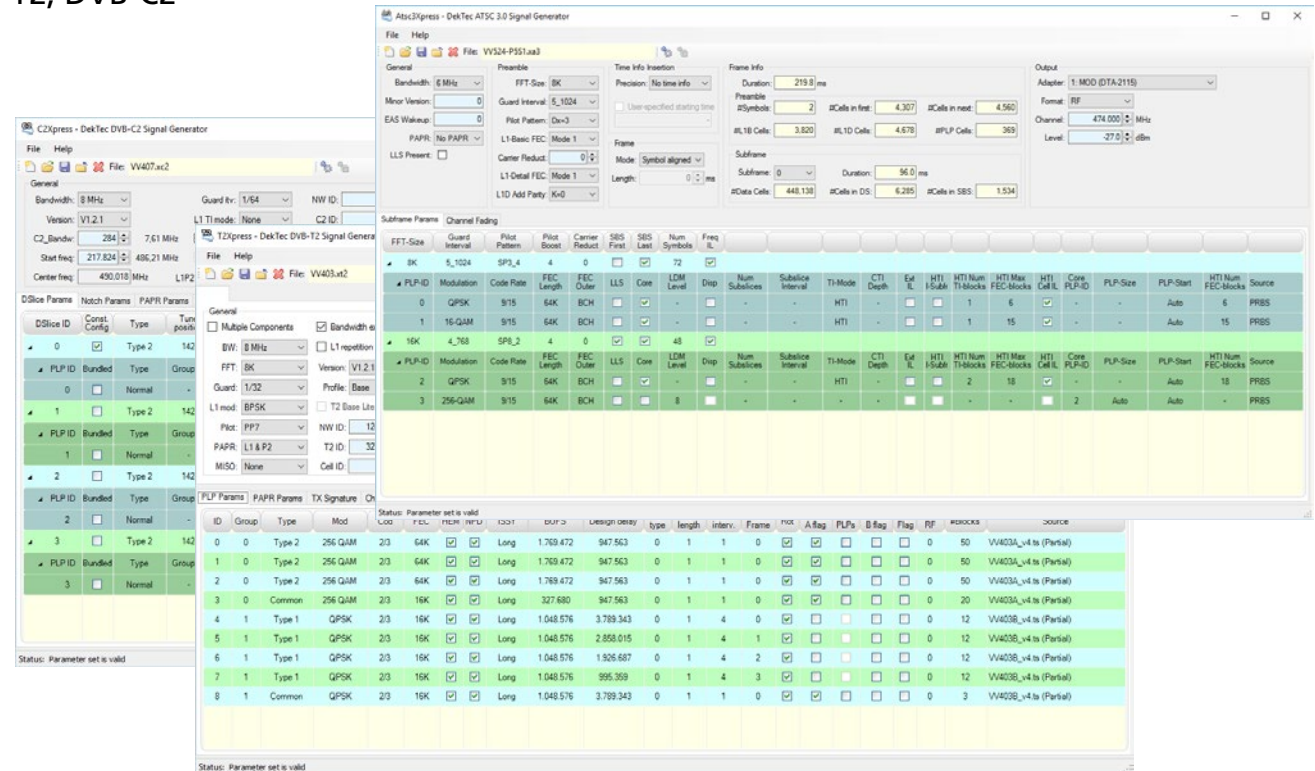 T2, DVB-C2
Atsc3Xpress - DekTec ATSC 3.0 Signal Generator
File Help
File: VV524-P5S1.xa3
General
Bandwidth: 6 MHz
Minor Version: 0
EAS Wakeup: 0
PAPR: No PAPR
LLS Present:
Preamble
FFT-Size: 8K
Guard Interval: 5_1024
Pilot Pattern: Dx=3
L1-Basic FEC: Mode 1
Carrier Reduct: 0
L1-Detail FEC: Mode 1
L1D Add Parity: K=0
Time Info Insertion
Precision: No time info
User-specified starting time
-
Frame
Mode: Symbol aligned
Length: 0 ms
Frame Info
Duration: 219.8 ms
Preamble
#Symbols: 2 #Cells in first: 4,307 #Cells in next: 4,560
#L1B Cells: 3,820 #L1D Cells: 4,678 #PLP Cells: 369
Subframe
Subframe: 0 Duration: 96.0 ms
#Data Cells: 448,138 #Cells in DS: 6,285 #Cells in SBS: 1,534
Output
Adapter: 1: MOD (DTA-2115)
Format: RF
Channel: 474.000 MHz
Level: -27.0 dBm
Subframe Params Channel Fading
FFT-Size Guard Interval Pilot Pattern Pilot Boost Carrier Reduct SBS First SBS Last Num Symbols Freq IL
8K 5_1024 SP3_4 4 0 72
PLP-ID Modulation Code Rate FEC Length FEC Outer LLS Core LDM Level Disp Num Subslices Subslice Interval TI-Mode CTI Depth Ext IL HTI I-Subfr HTI Num TI-blocks HTI Max FEC-blocks HTI Cell IL Core PLP-ID PLP-Size PLP-Start HTI Num FEC-blocks Source
0 QPSK 9/15 64K BCH - - - HTI - 1 6 - - Auto 6 PRBS
1 16-QAM 9/15 64K BCH - - - HTI - 1 15 - - Auto 15 PRBS
16K 4_768 SP8_2 4 0 48
PLP-ID Modulation Code Rate FEC Length FEC Outer LLS Core LDM Level Disp Num Subslices Subslice Interval TI-Mode CTI Depth Ext IL HTI I-Subfr HTI Num TI-blocks HTI Max FEC-blocks HTI Cell IL Core PLP-ID PLP-Size PLP-Start HTI Num FEC-blocks Source
2 QPSK 9/15 64K BCH - - - HTI - 2 18 - - Auto 18 PRBS
3 256-QAM 9/15 64K BCH 8 - - - - - - 2 Auto Auto - PRBS
Status: Parameter set is valid
C2Xpress - DekTec DVB-C2 Signal Generator
File Help
File: VV407.xc2
General
Bandwidth: 8 MHz Guard itv: 1/64 NW ID:
Version: V1.2.1 L1 TI mode: None C2 ID:
C2_Bandw: 284 7,61 MHz
Start freq: 217.824 486,21 MHz
Center freq: 490,018 MHz L1P2
DSlice Params Notch Params PAPR Params
DSlice ID Const. Config Type
0 Type 2 142
PLP ID Bundled Type Group
0 Normal -
1 Type 2 142
PLP ID Bundled Type Group
1 Normal -
2 Type 2 142
PLP ID Bundled Type Group
2 Normal -
3 Type 2 142
PLP ID Bundled Type Group
3 Normal -
Status: Parameter set is valid
T2Xpress - DekTec DVB-T2 Signal Genera
File Help
File: VV403.xt2
General
Multiple Components Bandwidth ex
BW: 8 MHz L1 repetition
FFT: 8K Version: V1.2.1
Guard: 1/32 Profile: Base
L1 mod: BPSK T2 Base Lite
Pilot: PP7 NW ID: 12
PAPR: L1 & P2 T2 ID: 32
MISO: None Cell ID:
PLP Params PAPR Params TX Signature Ch
ID Group Type Mod Cod FEC HEM NPD ISSY BUFS Design delay type length interv. Frame Rot A flag PLPs B flag Flag RF #Blocks Source
0 0 Type 2 256 QAM 2/3 64K Long 1.769.472 947.563 0 1 1 0 0 50 VV403A_v4.ts (Partial)
1 0 Type 2 256 QAM 2/3 64K Long 1.769.472 947.563 0 1 1 0 0 50 VV403A_v4.ts (Partial)
2 0 Type 2 256 QAM 2/3 64K Long 1.769.472 947.563 0 1 1 0 0 50 VV403A_v4.ts (Partial)
3 0 Common 256 QAM 2/3 16K Long 327.680 947.563 0 1 1 0 0 20 VV403A_v4.ts (Partial)
4 1 Type 1 QPSK 2/3 16K Long 1.048.576 3.789.343 0 1 4 0 0 12 VV403B_v4.ts (Partial)
5 1 Type 1 QPSK 2/3 16K Long 1.048.576 2.858.015 0 1 4 1 0 12 VV403B_v4.ts (Partial)
6 1 Type 1 QPSK 2/3 16K Long 1.048.576 1.926.687 0 1 4 2 0 12 VV403B_v4.ts (Partial)
7 1 Type 1 QPSK 2/3 16K Long 1.048.576 995.359 0 1 4 3 0 12 VV403B_v4.ts (Partial)
8 1 Common QPSK 2/3 16K Long 1.048.576 3.789.343 0 1 1 0 0 3 VV403B_v4.ts (Partial)
Status: Parameter set is valid